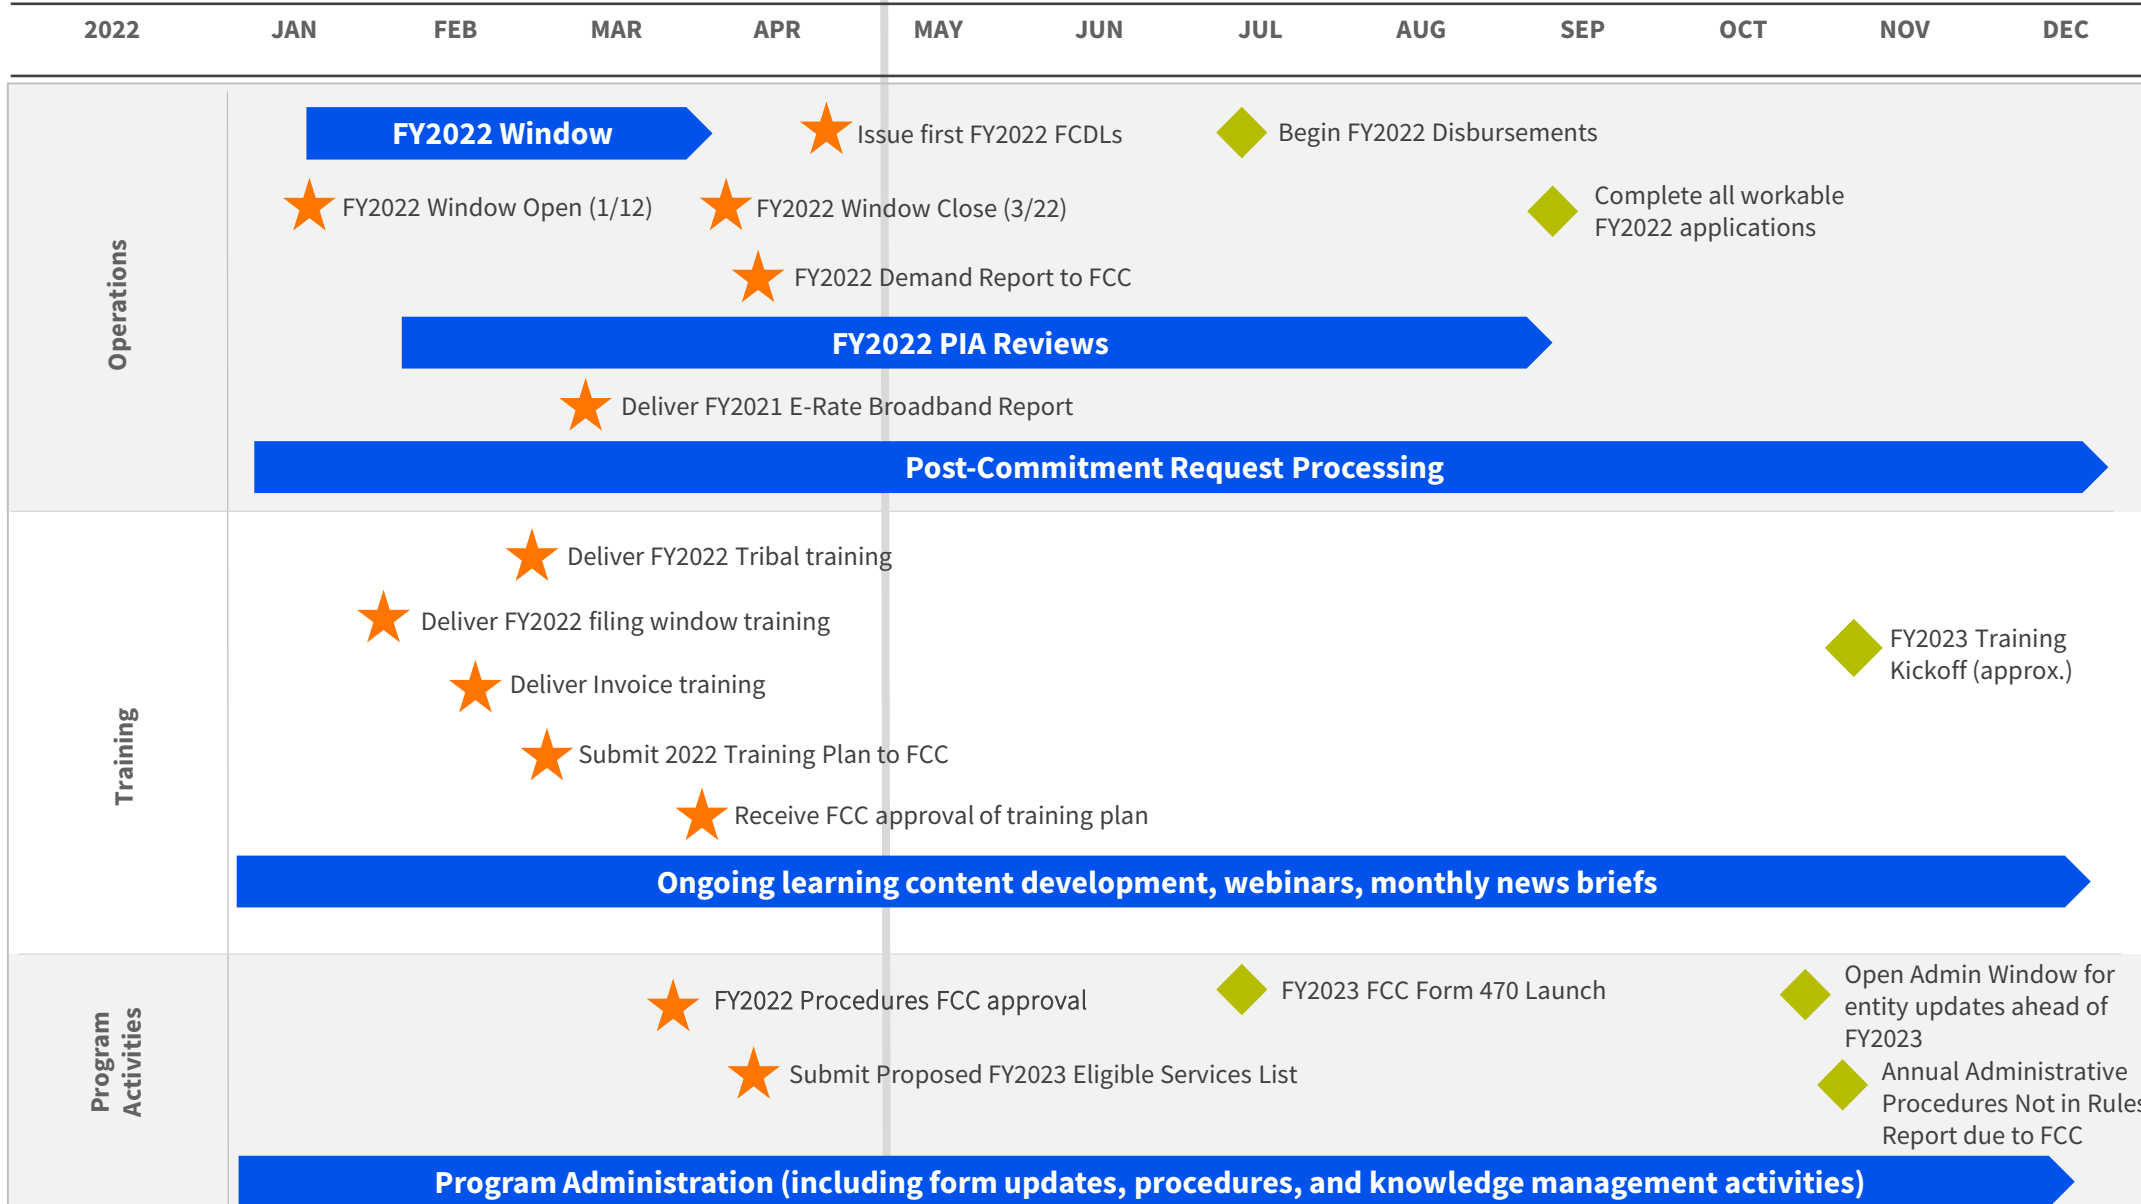 2022 JAN FEB MAR APR MAY JUN JUL AUG SEP OCT NOV DEC
Operations
FY2022 Window
Issue first FY2022 FCDLs
Begin FY2022 Disbursements
FY2022 Window Open (1/12)
FY2022 Window Close (3/22)
Complete all workable
FY2022 applications
FY2022 Demand Report to FCC
FY2022 PIA Reviews
Deliver FY2021 E-Rate Broadband Report
Post-Commitment Request Processing
Training
Deliver FY2022 Tribal training
Deliver FY2022 filing window training
FY2023 Training
Kickoff (approx.)
Deliver Invoice training
Submit 2022 Training Plan to FCC
Receive FCC approval of training plan
Ongoing learning content development, webinars, monthly news briefs
Program
Activities
FY2022 Procedures FCC approval
FY2023 FCC Form 470 Launch
Open Admin Window for
entity updates ahead of
FY2023
Submit Proposed FY2023 Eligible Services List
Annual Administrative
Procedures Not in Rules
Report due to FCC
Program Administration (including form updates, procedures, and knowledge management activities)